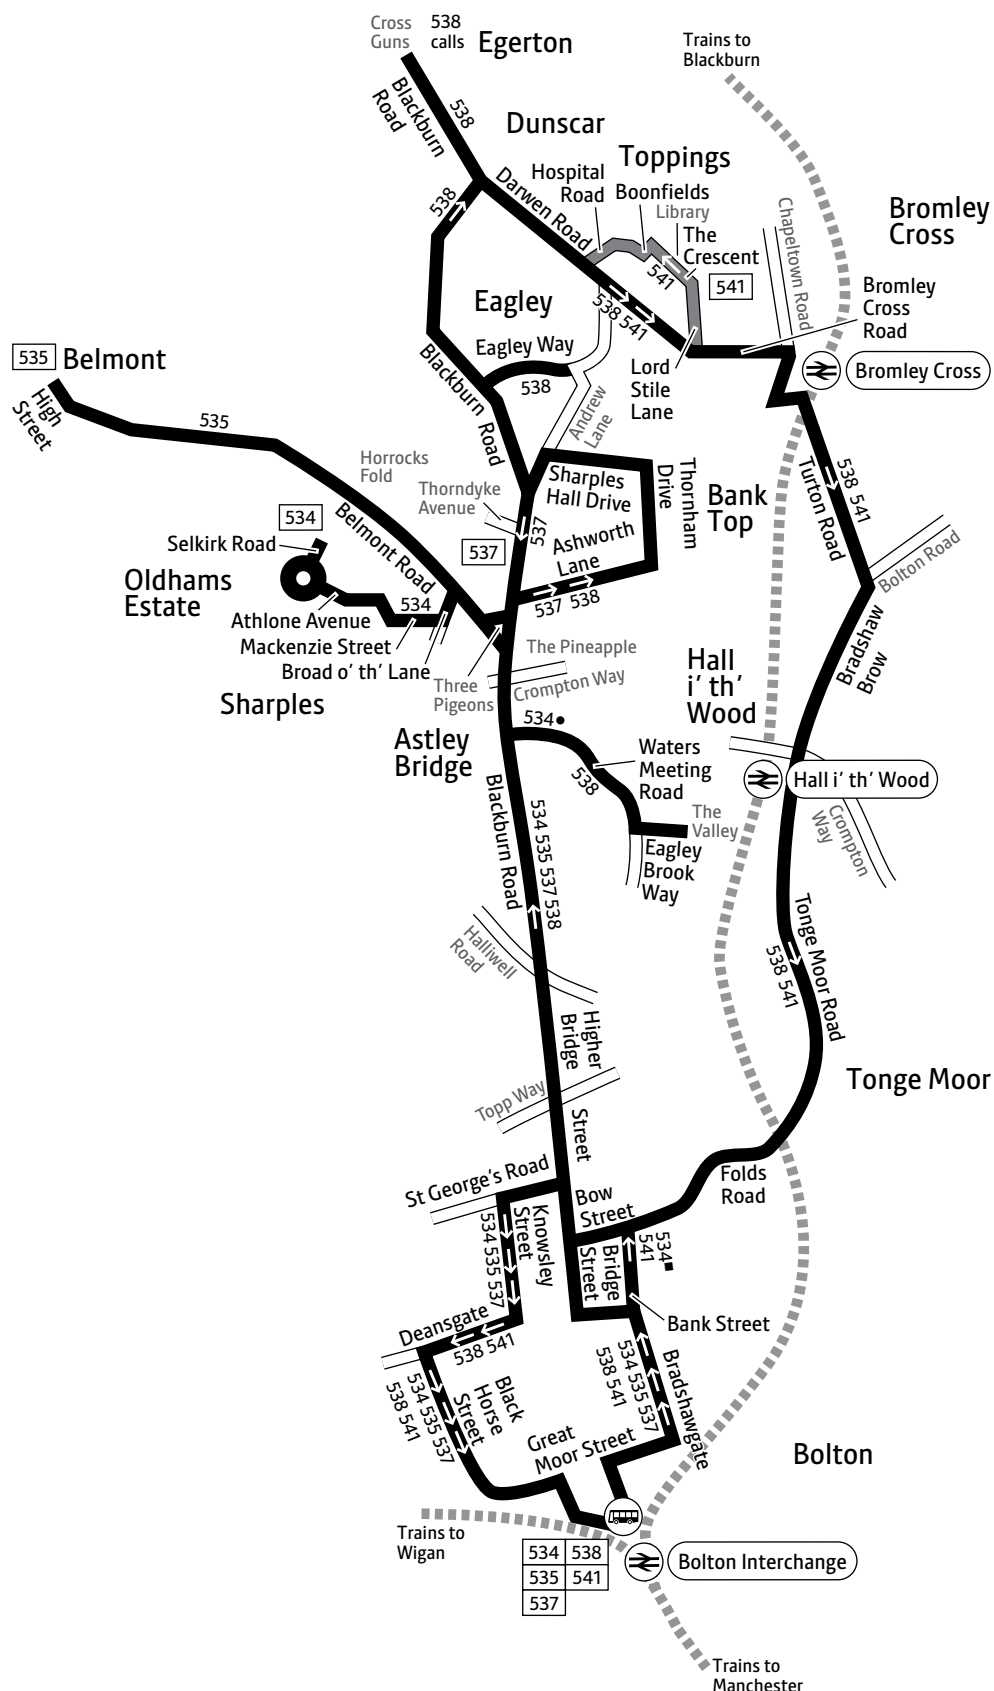 Cross
Guns
538
calls
Egerton
Trains to
Blackburn
Blackburn
Road
538
Dunscar
Toppings
Hospital
Road
Boonfields
Library
The
Crescent
Darwen Road
538
541
541
538 541
Chapeltown Road
Bromley
Cross
Bromley
Cross
Road
Bromley Cross
Eagley
Eagley Way
538
Lord
Stile
Lane
Andrew
Lane
Blackburn Road
535
Belmont
High
Street
535
Horrocks
Fold
Thorndyke
Avenue
Belmont Road
534
Selkirk Road
537
537
Sharples
Hall Drive
Thornham
Drive
Ashworth
Lane
537 538
Bank
Top
Turton Road
538 541
Bolton Road
Oldhams
Estate
Athlone Avenue
534
Mackenzie Street
Broad o' th' Lane
Sharples
Three
Pigeons
The Pineapple
Crompton Way
Hall
i' th'
Wood
Bradshaw
Brow
Astley
Bridge
534●
538
Waters
Meeting
Road
The
Valley
Eagley
Brook
Way
Hall i' th' Wood
Crompton
Way
Blackburn Road
534 535 537 538
Halliwell
Road
Tonge Moor Road
538 541
Higher
Bridge
Street
Topp Way
Tonge Moor
St George's Road
Folds
Road
Bow
Street
Knowsley
Street
534 535 537
Bridge
Street
534■
541
Bank Street
Deansgate
538 541
534 535 537
538 541
Black
Horse
Street
534 535 537
538 541
Bradshawgate
Great
Moor Street
Bolton
Trains to
Wigan
534 538
535 541
537
Bolton Interchange
Trains to
Manchester